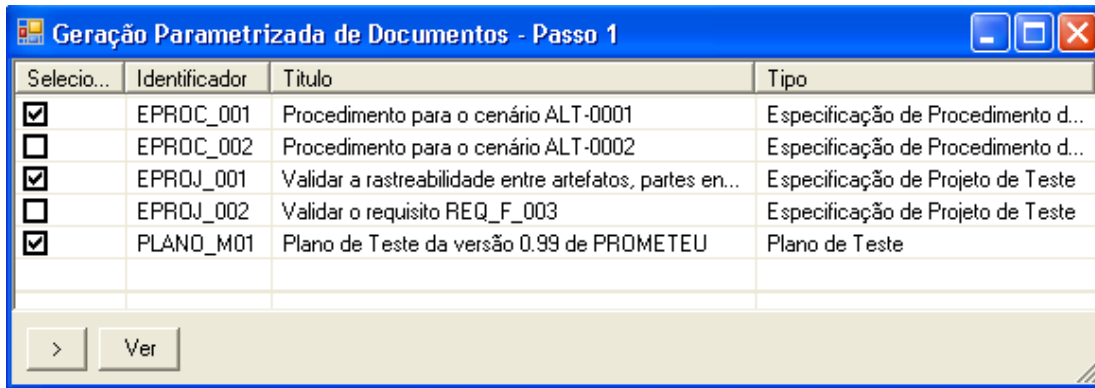 Geração Parametrizada de Documentos - Passo 1
Selecio... Identificador Titulo Tipo
EPROC_001 Procedimento para o cenário ALT-0001 Especificação de Procedimento d...
EPROC_002 Procedimento para o cenário ALT-0002 Especificação de Procedimento d...
EPROJ_001 Validar a rastreabilidade entre artefatos, partes en... Especificação de Projeto de Teste
EPROJ_002 Validar o requisito REQ_F_003 Especificação de Projeto de Teste
PLANO_M01 Plano de Teste da versão 0.99 de PROMETEU Plano de Teste
> Ver